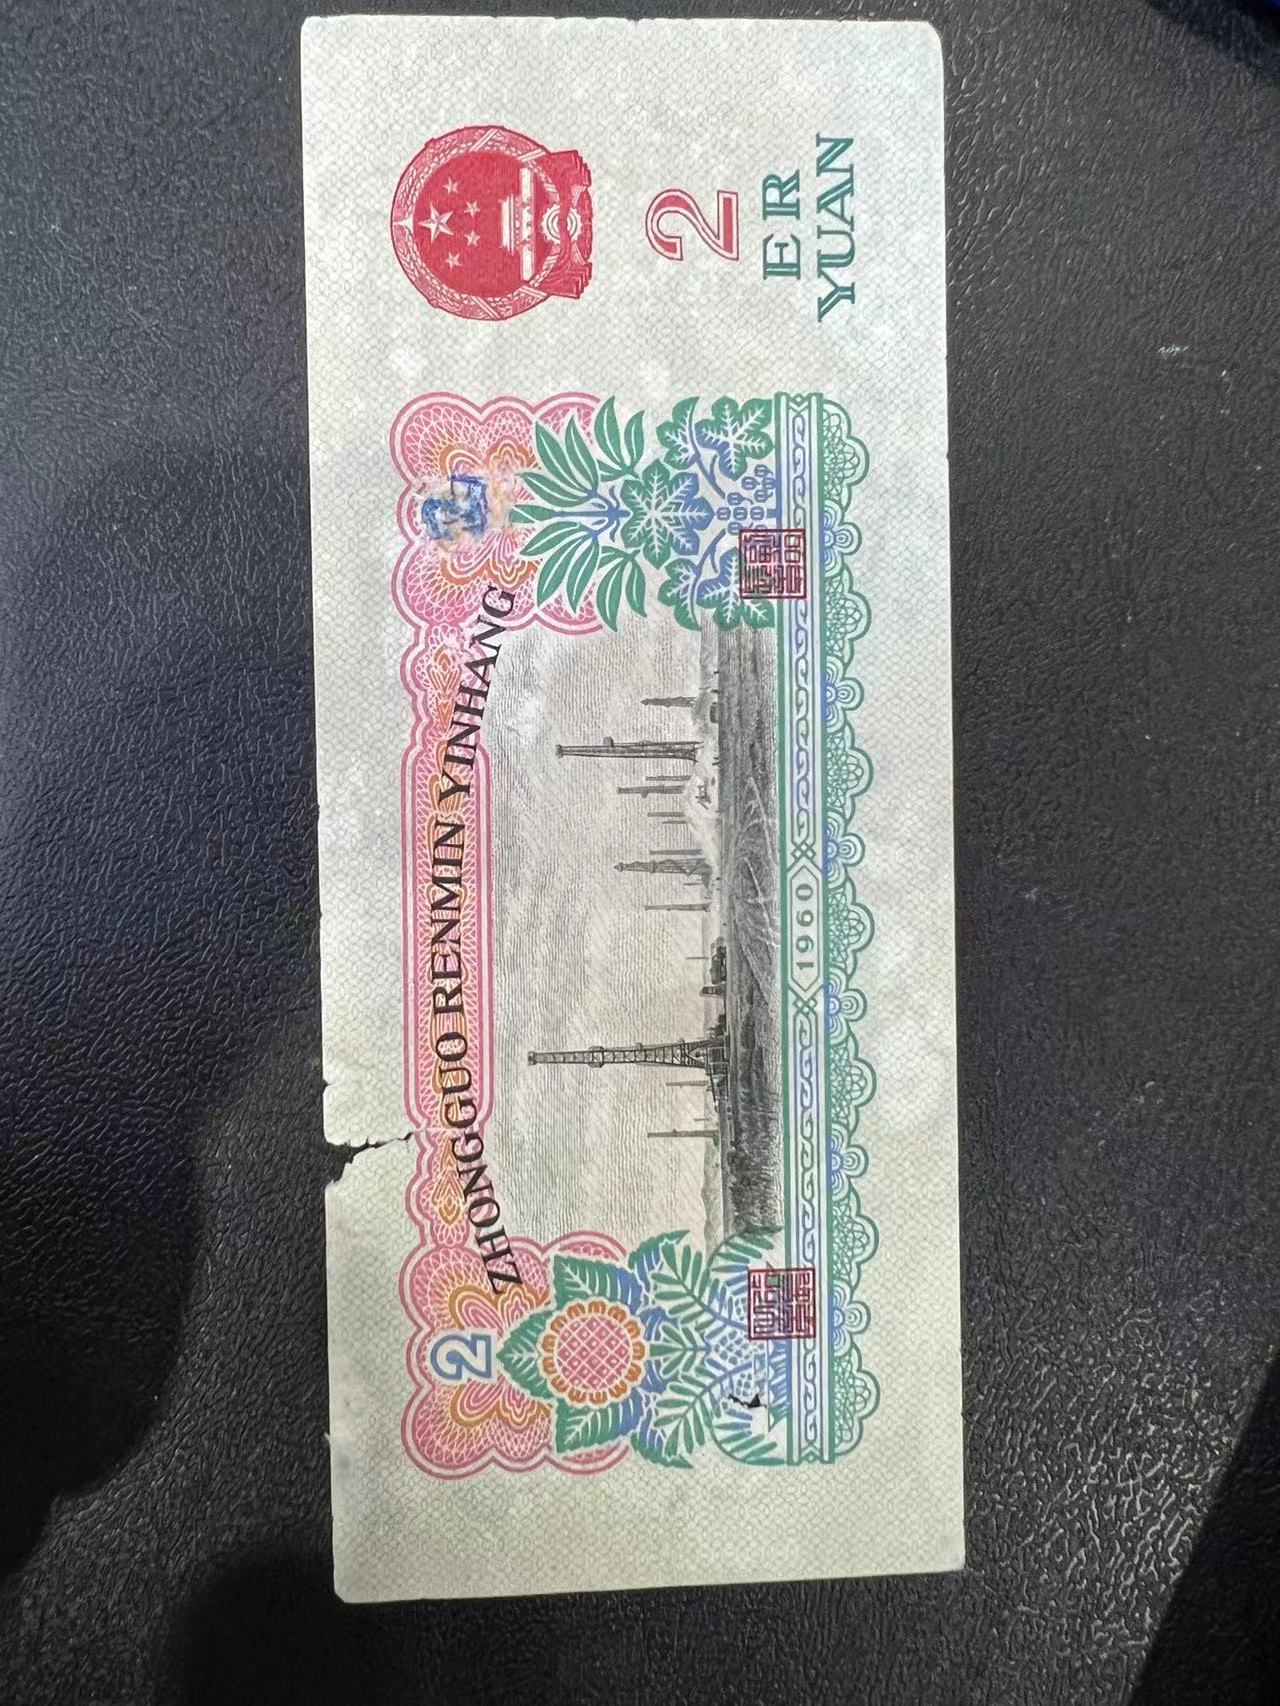 ZHONGGUO RENMIN YINHANG
2
2
ER
YUAN
1960